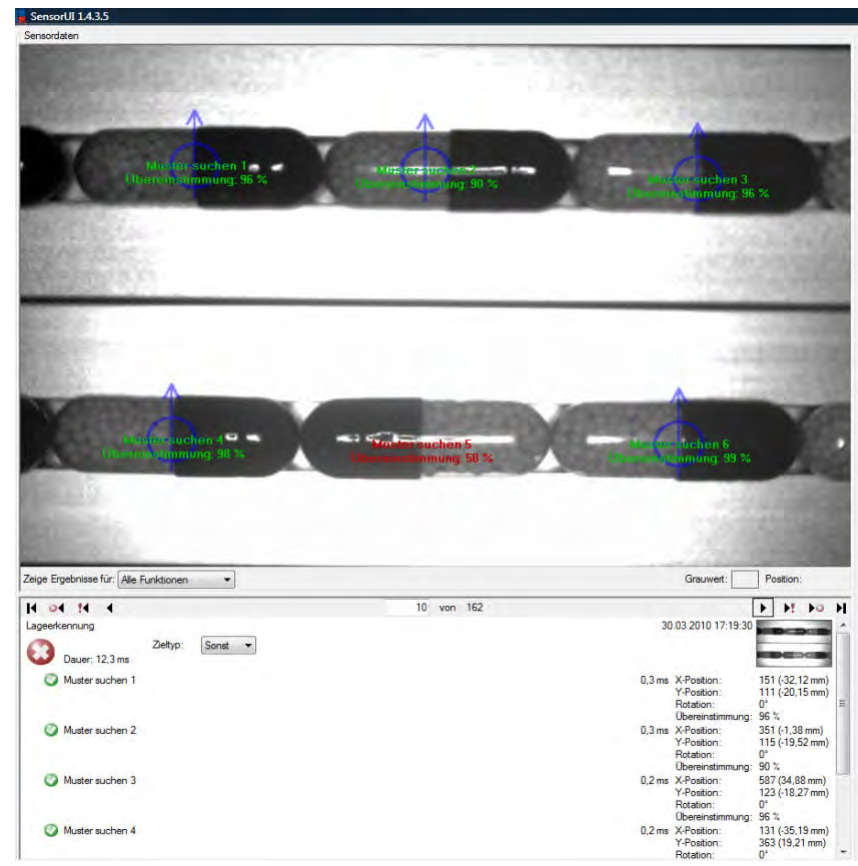 SensorUI 1.4.3.5
Sensordaten
Muster suchen 1
Übereinstimmung: 96 %
Muster suchen 2
Übereinstimmung: 90 %
Muster suchen 3
Übereinstimmung: 96 %
Muster suchen 4
Übereinstimmung: 98 %
Muster suchen 5
Übereinstimmung: 58 %
Muster suchen 6
Übereinstimmung: 99 %
Zeige Ergebnisse für: Alle Funktionen Grauwert: Position:
10 von 162
Lageerkennung 30.03.2010 17:19:30
Zieltyp: Sonst
Dauer: 12,3 ms
Muster suchen 1 0,3 ms X-Position: 151 (-32,12 mm)
Y-Position: 111 (-20,15 mm)
Rotation: 0°
Übereinstimmung: 96 %
Muster suchen 2 0,3 ms X-Position: 351 (-1,38 mm)
Y-Position: 115 (-19,52 mm)
Rotation: 0°
Übereinstimmung: 90 %
Muster suchen 3 0,2 ms X-Position: 587 (34,88 mm)
Y-Position: 123 (-18,27 mm)
Rotation: 0°
Übereinstimmung: 96 %
Muster suchen 4 0,2 ms X-Position: 131 (-35,19 mm)
Y-Position: 363 (19,21 mm)
Rotation: 0°